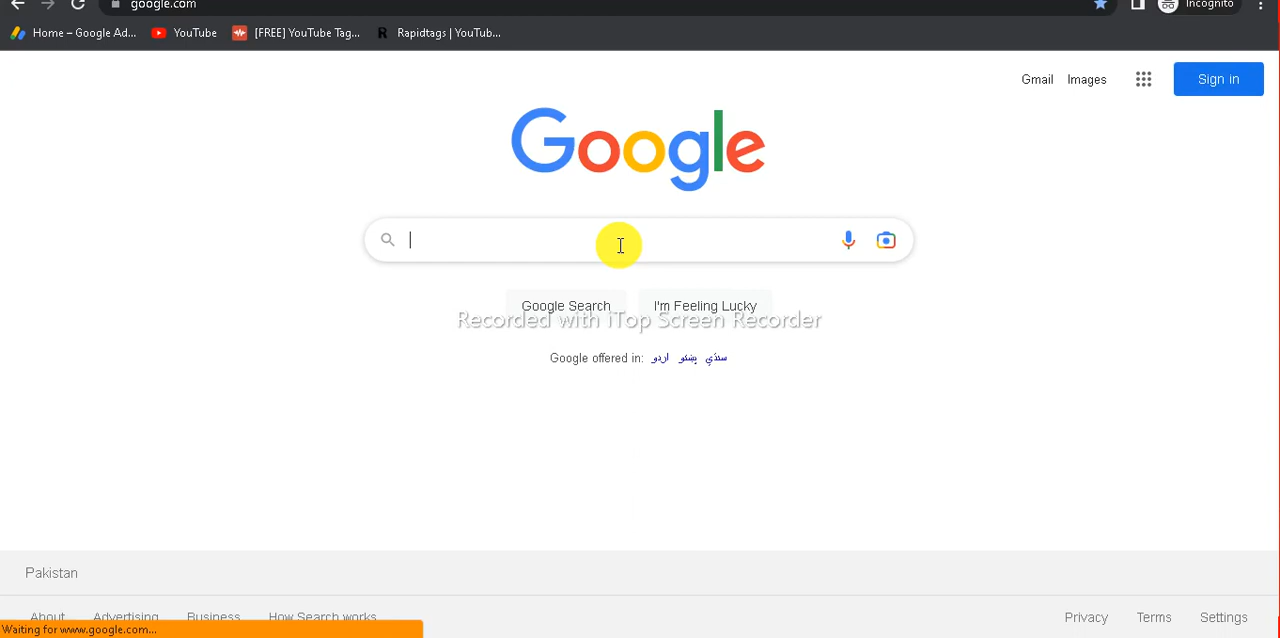 google.com
Incognito
Home – Google Ad...
YouTube
[FREE] YouTube Tag...
Rapidtags | YouTub...
Gmail
Images
Sign in
Google
Google Search
I'm Feeling Lucky
Recorded with iTop Screen Recorder
Google offered in: اردو پښتو سنڌي
Pakistan
About
Advertising
Business
How Search works
Privacy
Terms
Settings
Waiting for www.google.com...